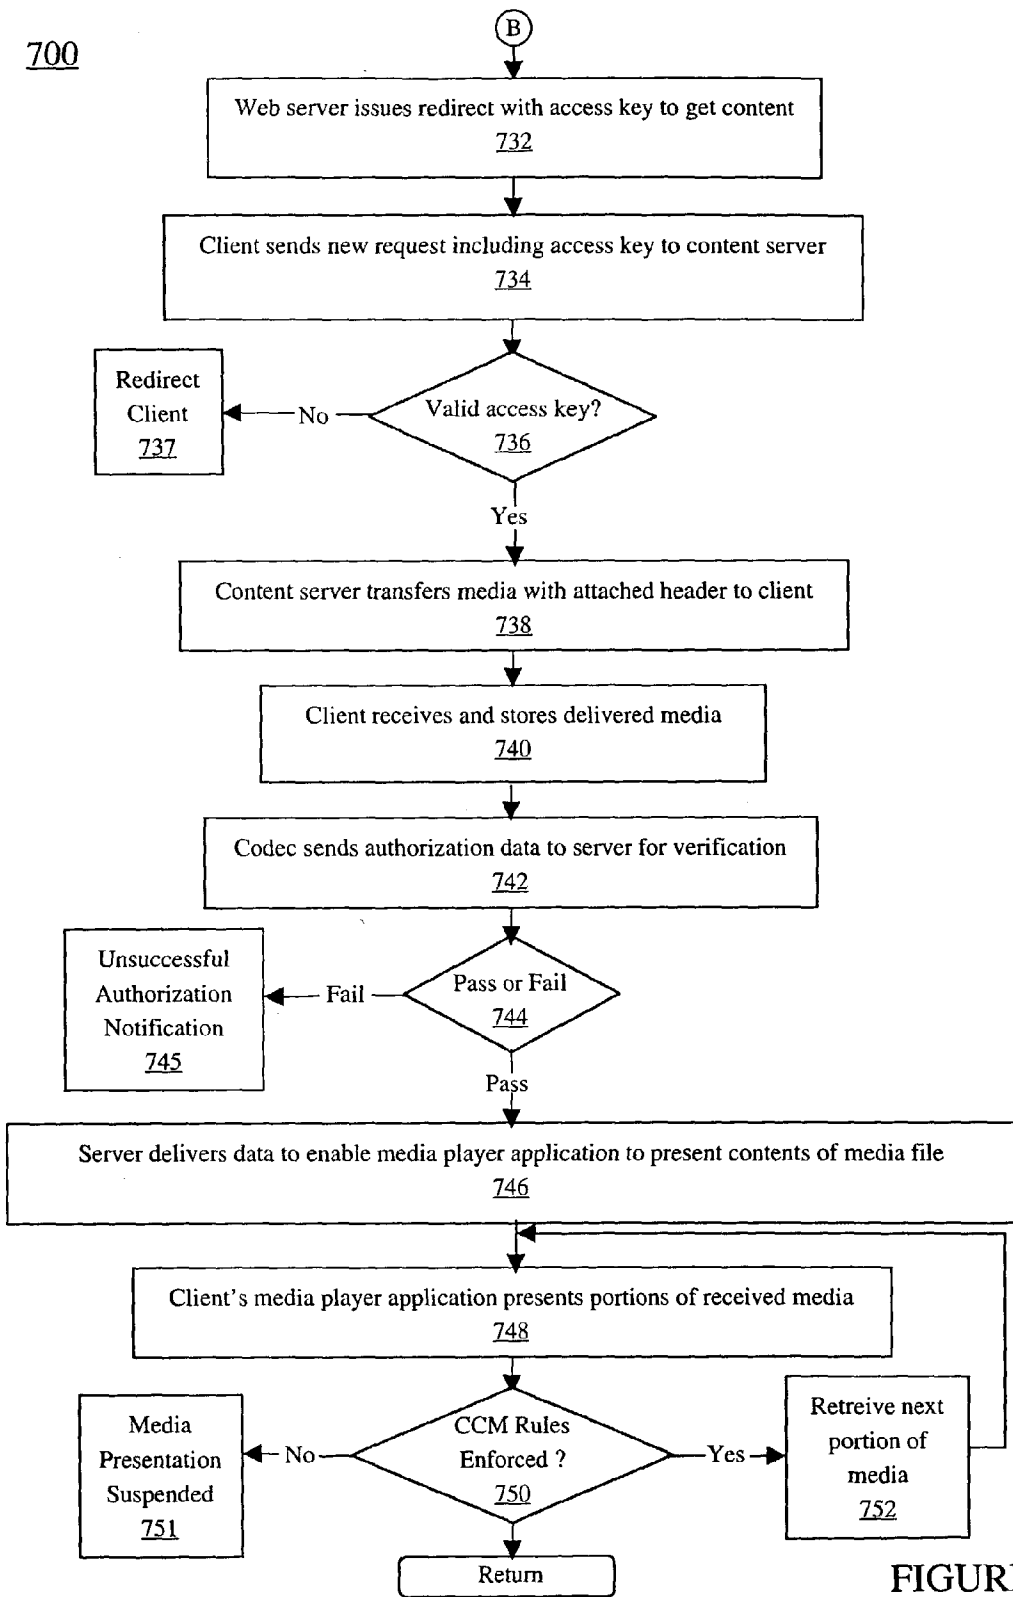 700
B
Web server issues redirect with access key to get content
732
Client sends new request including access key to content server
734
Redirect
Client
737
No
Valid access key?
736
Yes
Content server transfers media with attached header to client
738
Client receives and stores delivered media
740
Codec sends authorization data to server for verification
742
Unsuccessful
Authorization
Notification
745
Fail
Pass or Fail
744
Pass
Server delivers data to enable media player application to present contents of media file
746
Client's media player application presents portions of received media
748
Media
Presentation
Suspended
751
No
CCM Rules
Enforced ?
750
Yes
Retreive next
portion of
media
752
Return
FIGURE